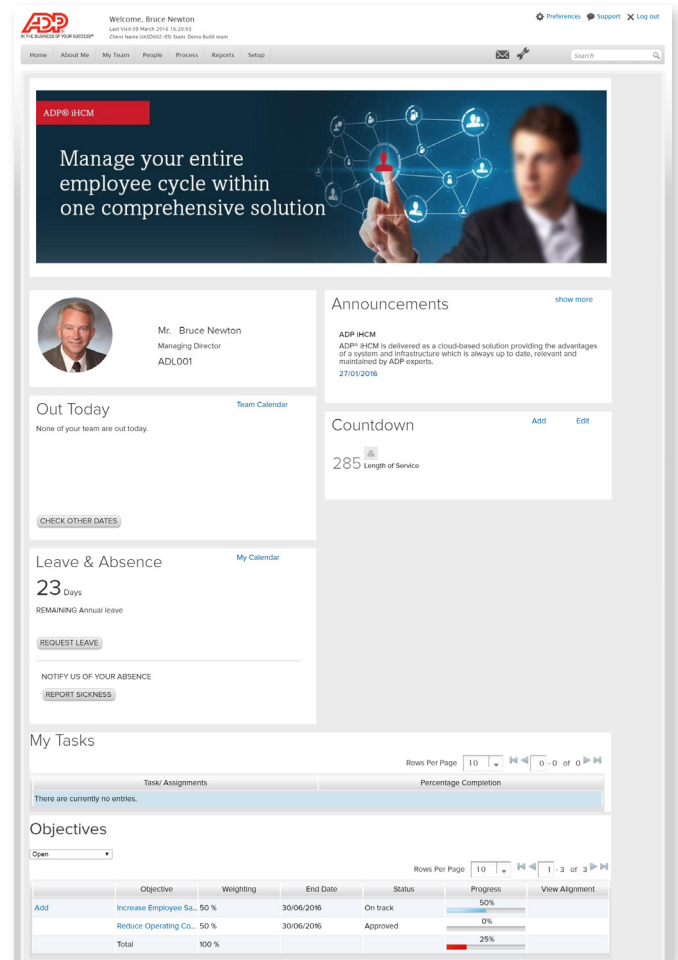 ADP
IN THE BUSINESS OF YOUR SUCCESS®
Welcome, Bruce Newton
Last Visit 09 March 2016 16:20:03
Client Name UKSD002-ESI Static Demo Build team
Preferences Support Log out
Home About Me My Team People Process Reports Setup
Search
ADP® iHCM
Manage your entire
employee cycle within
one comprehensive solution
Mr. Bruce Newton
Managing Director
ADL001
Announcements
show more
ADP iHCM
ADP® iHCM is delivered as a cloud-based solution providing the advantages
of a system and infrastructure which is always up to date, relevant and
maintained by ADP experts.
27/01/2016
Out Today
Team Calendar
None of your team are out today.
CHECK OTHER DATES
Countdown
Add Edit
285 Length of Service
Leave & Absence
My Calendar
23 Days
REMAINING Annual leave
REQUEST LEAVE
NOTIFY US OF YOUR ABSENCE
REPORT SICKNESS
My Tasks
Rows Per Page 10 0 - 0 of 0
Task/ Assignments Percentage Completion
There are currently no entries.
Objectives
Open
Rows Per Page 10 1 - 3 of 3
Objective Weighting End Date Status Progress View Alignment
Add Increase Employee Sa... 50 % 30/06/2016 On track 50%
Reduce Operating Co... 50 % 30/06/2016 Approved 0%
Total 100 % 25%